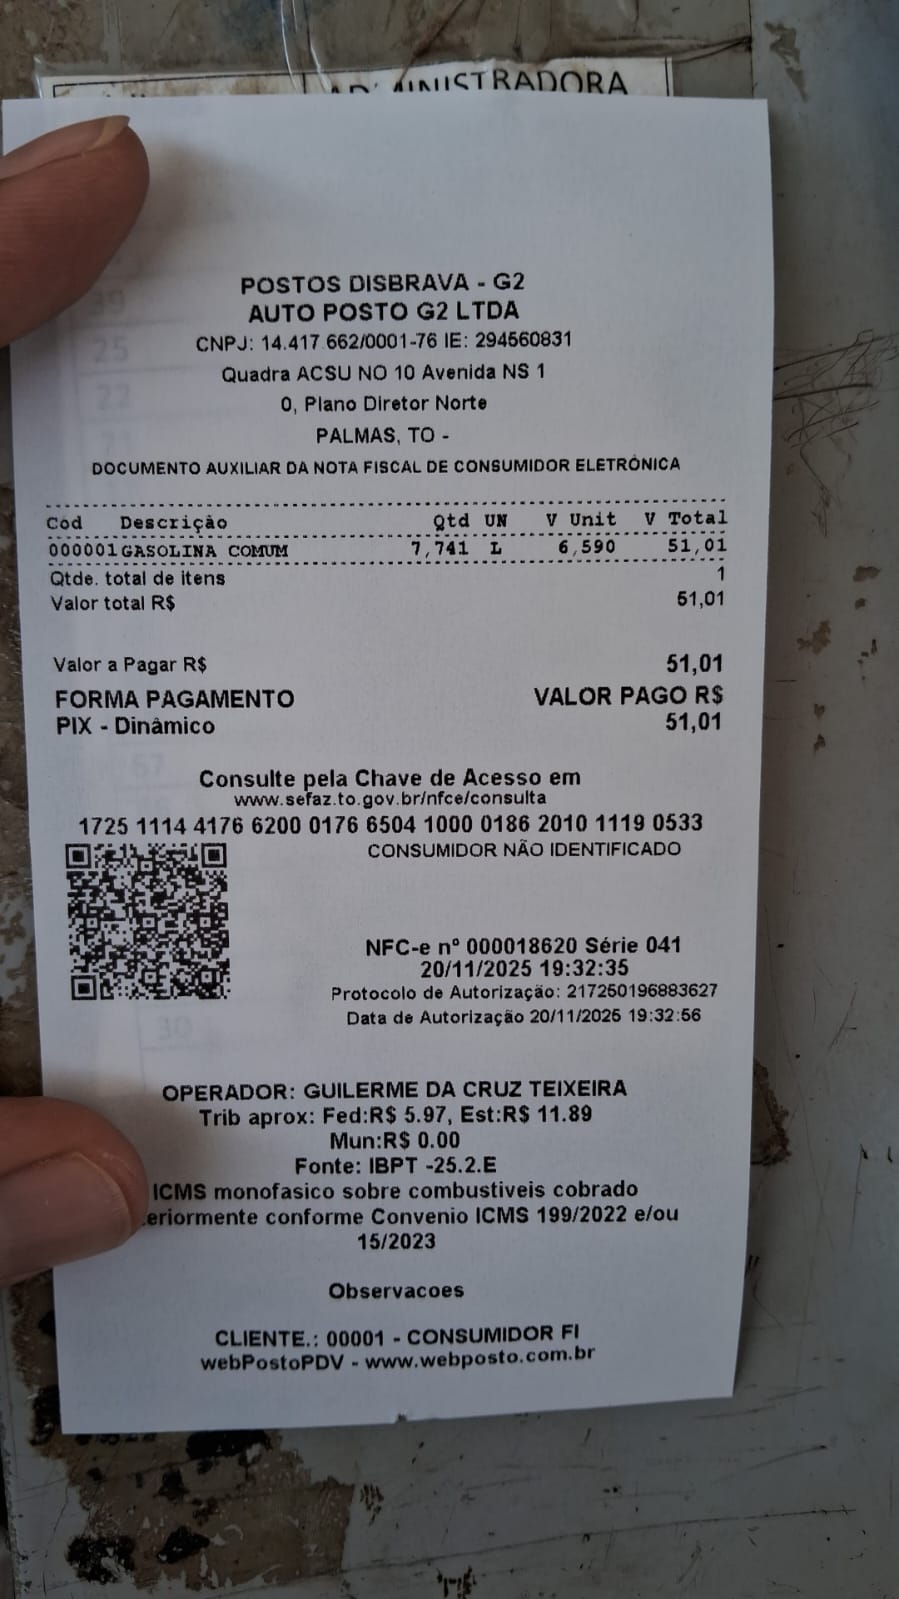 ADMINISTRADORA
POSTOS DISBRAVA - G2
AUTO POSTO G2 LTDA
CNPJ: 14.417.662/0001-76 IE: 294560831
Quadra ACSU NO 10 Avenida NS 1
0, Plano Diretor Norte
PALMAS, TO -
DOCUMENTO AUXILIAR DA NOTA FISCAL DE CONSUMIDOR ELETRÔNICA
Cod Descrição Qtd UN V Unit V Total
000001 GASOLINA COMUM 7,741 L 6,590 51,01
Qtde. total de itens 1
Valor total R$ 51,01
Valor a Pagar R$ 51,01
FORMA PAGAMENTO VALOR PAGO R$
PIX - Dinâmico 51,01
Consulte pela Chave de Acesso em
www.sefaz.to.gov.br/nfce/consulta
1725 1114 4176 6200 0176 6504 1000 0186 2010 1119 0533
CONSUMIDOR NÃO IDENTIFICADO
NFC-e nº 000018620 Série 041
20/11/2025 19:32:35
Protocolo de Autorização: 217250196883627
Data de Autorização 20/11/2025 19:32:56
OPERADOR: GUILERME DA CRUZ TEIXEIRA
Trib aprox: Fed:R$ 5.97, Est:R$ 11.89
Mun:R$ 0.00
Fonte: IBPT -25.2.E
ICMS monofasico sobre combustiveis cobrado
eriormente conforme Convenio ICMS 199/2022 e/ou
15/2023
Observacoes
CLIENTE.: 00001 - CONSUMIDOR FI
webPostoPDV - www.webposto.com.br